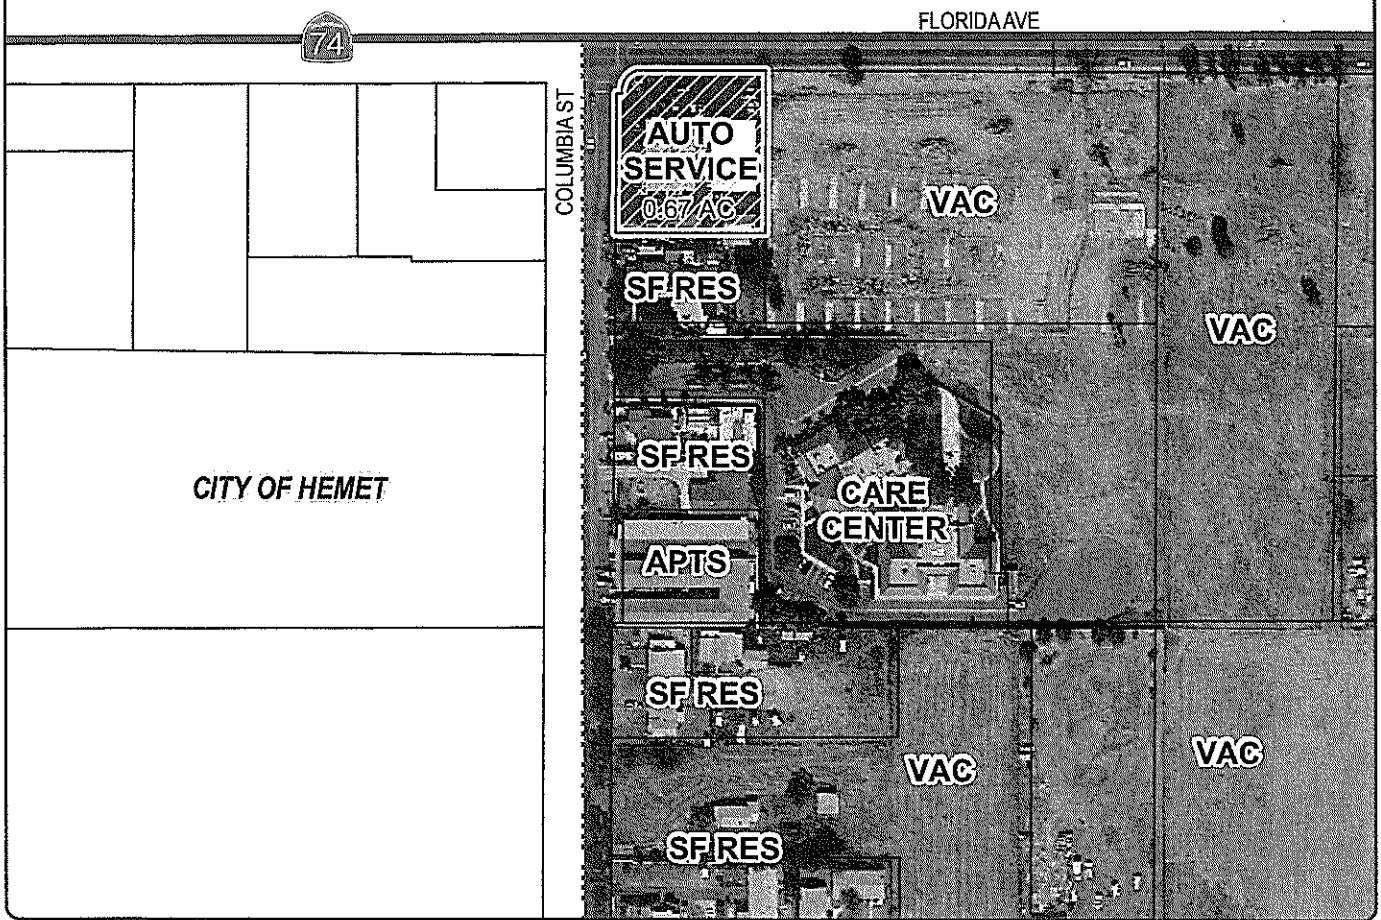 FLORIDA AVE
74
COLUMBIA ST
AUTO
SERVICE
0.67 AC
VAC
SF RES
VAC
SF RES
CITY OF HEMET
CARE
CENTER
APTS
SF RES
VAC
VAC
SF RES